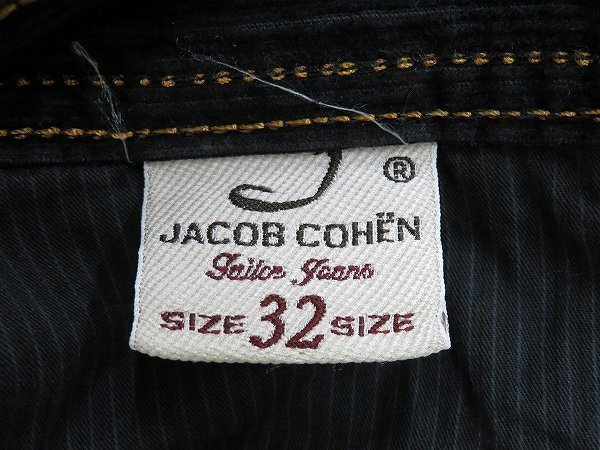 J ®
JACOB COHËN
Tailor Jeans
SIZE 32 SIZE